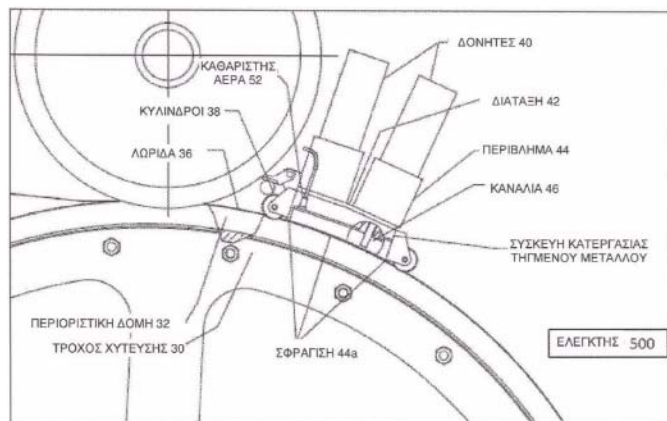 ΔΟΝΗΤΕΣ 40
ΚΑΘΑΡΙΣΤΗΣ
ΑΕΡΑ 52
ΔΙΑΤΑΞΗ 42
ΚΥΛΙΝΔΡΟΙ 38
ΛΩΡΙΔΑ 36
ΠΕΡΙΒΛΗΜΑ 44
ΚΑΝΑΛΙΑ 46
ΣΥΣΚΕΥΗ ΚΑΤΕΡΓΑΣΙΑΣ
ΤΗΓΜΕΝΟΥ ΜΕΤΑΛΛΟΥ
ΠΕΡΙΟΡΙΣΤΙΚΗ ΔΟΜΗ 32
ΤΡΟΧΟΣ ΧΥΤΕΥΣΗΣ 30
ΣΦΡΑΓΙΣΗ 44a
ΕΛΕΓΚΤΗΣ 500